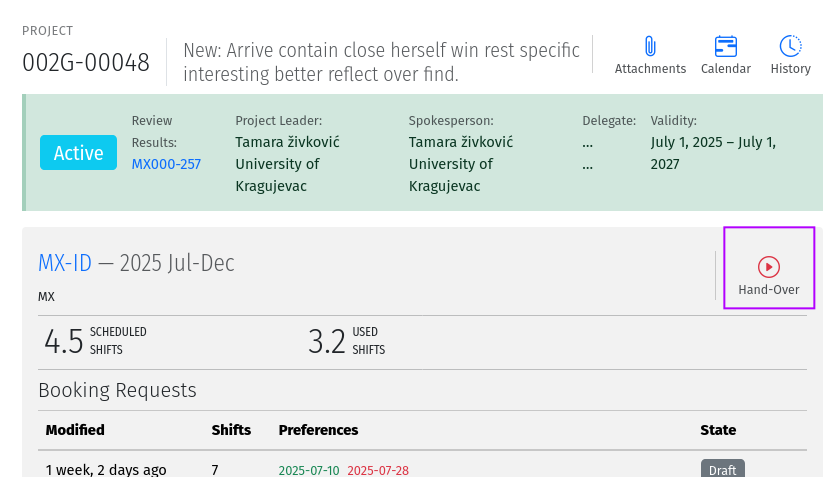 PROJECT
002G-00048
New: Arrive contain close herself win rest specific
interesting better reflect over find.
Attachments
Calendar
History
Active
Review
Results:
MX000-257
Project Leader:
Tamara živković
University of
Kragujevac
Spokesperson:
Tamara živković
University of
Kragujevac
Delegate:
...
...
Validity:
July 1, 2025 – July 1,
2027
MX-ID — 2025 Jul-Dec
MX
Hand-Over
4.5 SCHEDULED SHIFTS
3.2 USED SHIFTS
Booking Requests
Modified Shifts Preferences State
1 week, 2 days ago 7 2025-07-10 2025-07-28 Draft